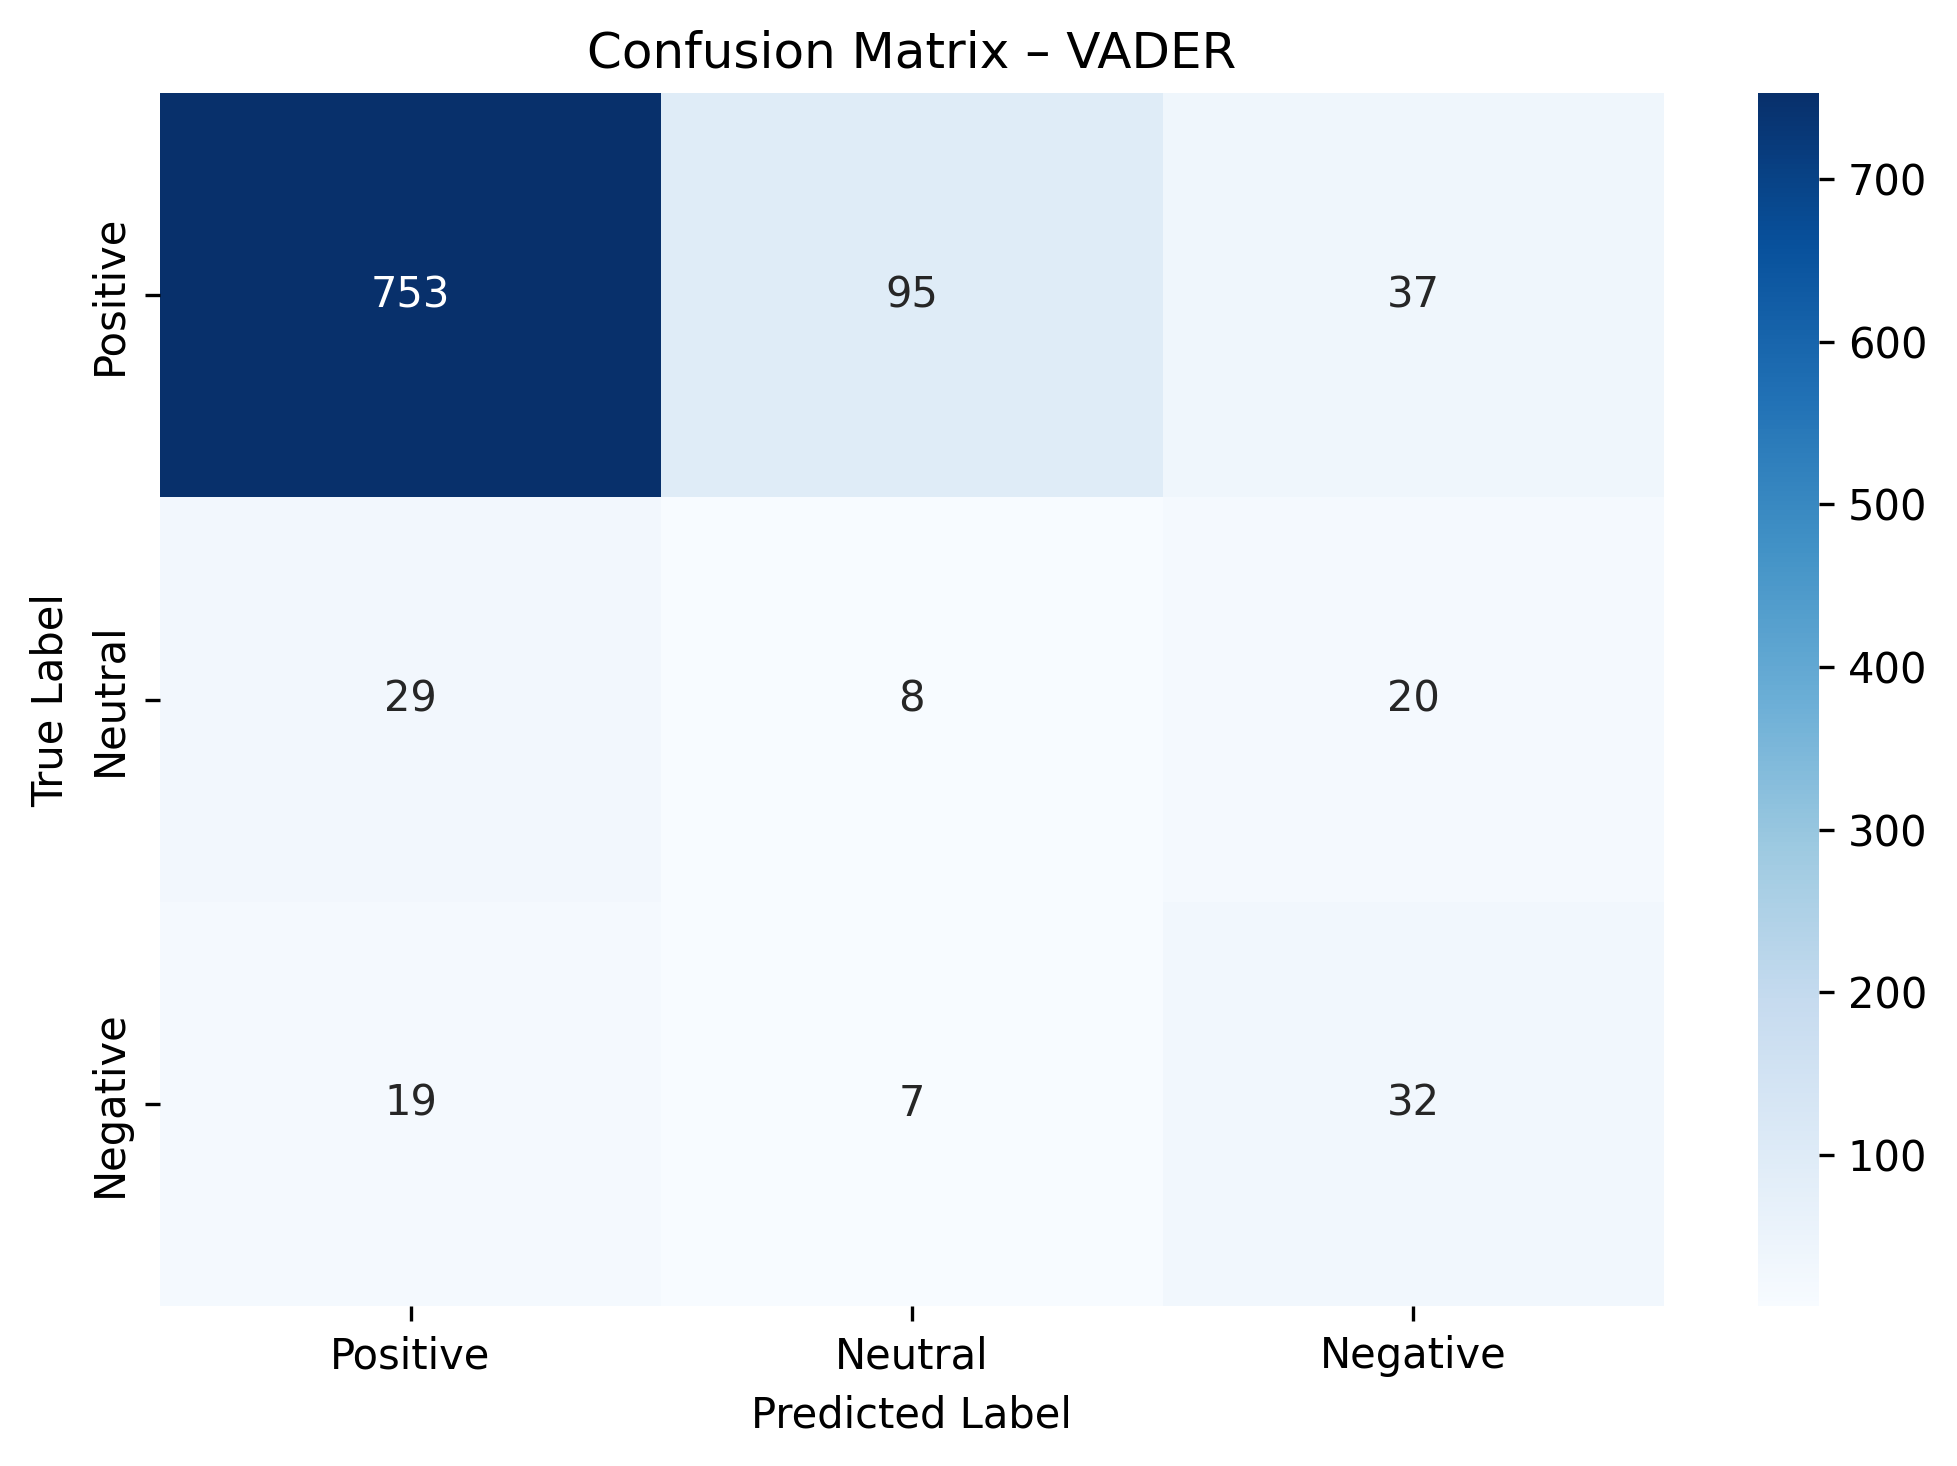 Confusion Matrix – VADER
True Label
Positive
753
95
37
Neutral
29
8
20
Negative
19
7
32
Positive
Neutral
Negative
Predicted Label
700
600
500
400
300
200
100